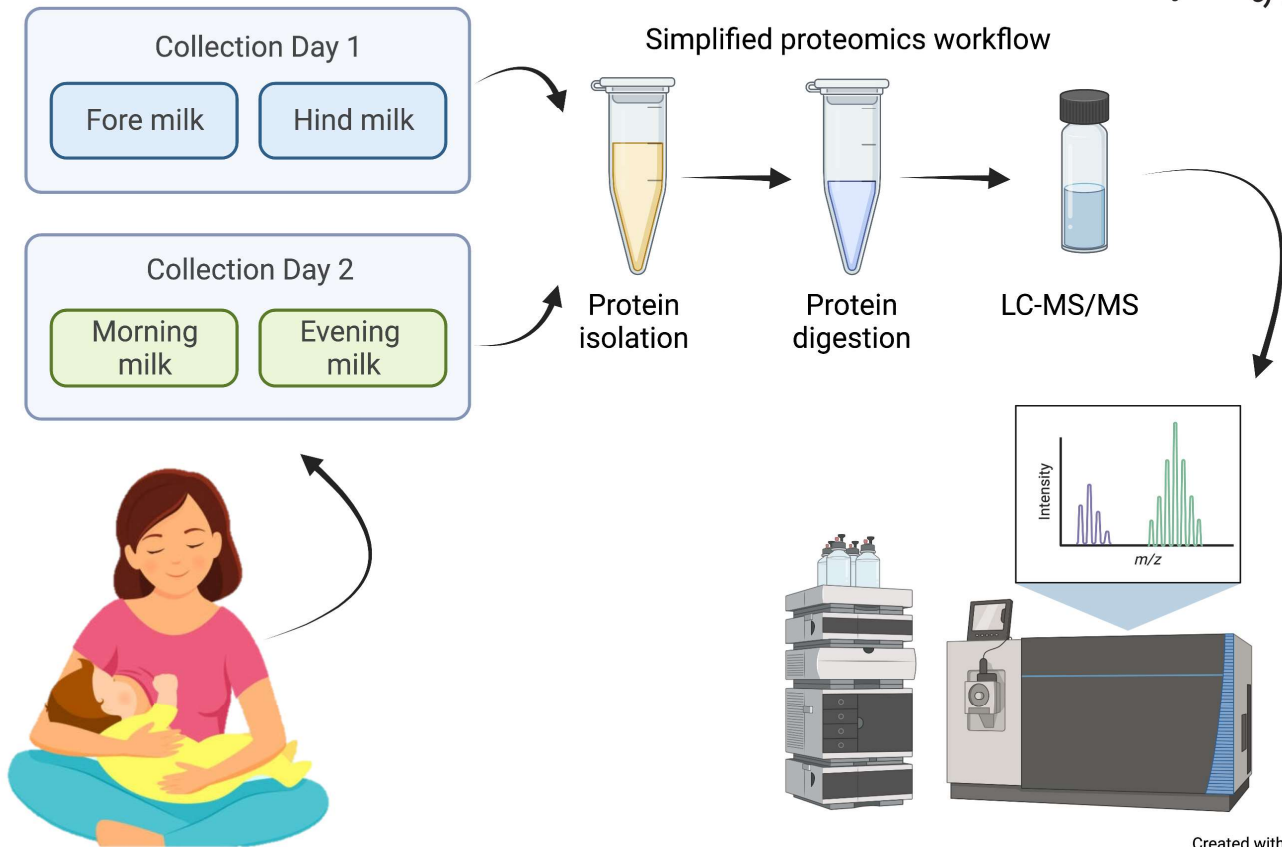 Collection Day 1
Fore milk
Hind milk
Collection Day 2
Morning
milk
Evening
milk
Simplified proteomics workflow
Protein
isolation
Protein
digestion
LC-MS/MS
Intensity
m/z
Created with